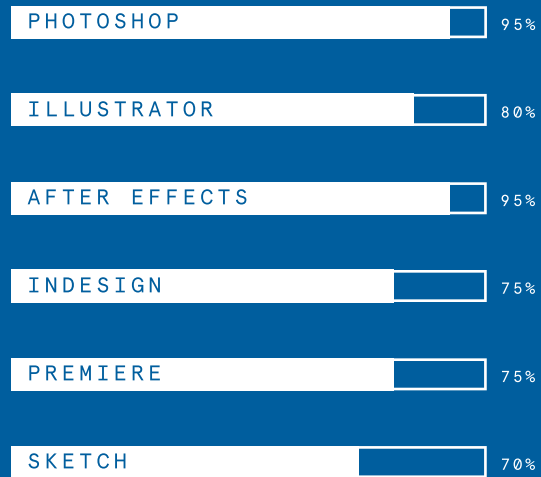 PHOTOSHOP 95%
ILLUSTRATOR 80%
AFTER EFFECTS 95%
INDESIGN 75%
PREMIERE 75%
SKETCH 70%